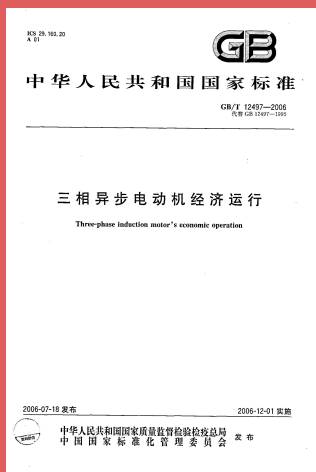 ICS 29.160.20
A 01
GB
中华人民共和国国家标准
GB/T 12497—2006
代替 GB 12497—1995
三相异步电动机经济运行
Three-phase induction motor's economic operation
2006-07-18 发布
2006-12-01 实施
中华人民共和国国家质量监督检验检疫总局
中国国家标准化管理委员会
发布